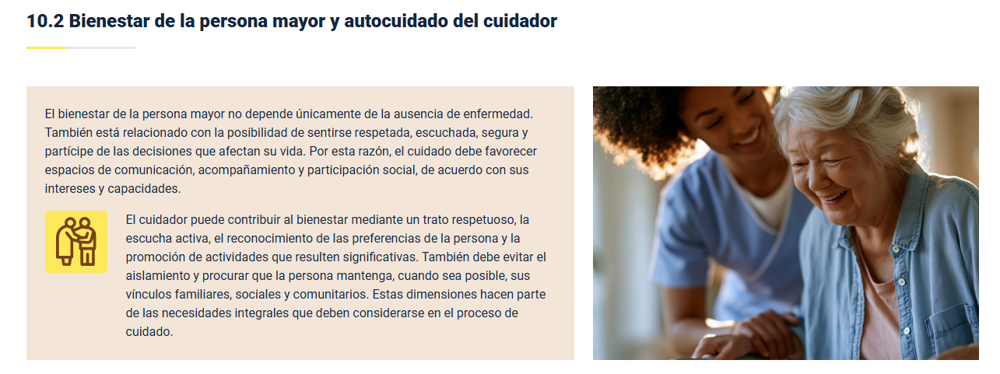 10.2 Bienestar de la persona mayor y autocuidado del cuidador
El bienestar de la persona mayor no depende únicamente de la ausencia de enfermedad.
También está relacionado con la posibilidad de sentirse respetada, escuchada, segura y
partícipe de las decisiones que afectan su vida. Por esta razón, el cuidado debe favorecer
espacios de comunicación, acompañamiento y participación social, de acuerdo con sus
intereses y capacidades.
El cuidador puede contribuir al bienestar mediante un trato respetuoso, la
escucha activa, el reconocimiento de las preferencias de la persona y la
promoción de actividades que resulten significativas. También debe evitar el
aislamiento y procurar que la persona mantenga, cuando sea posible, sus
vínculos familiares, sociales y comunitarios. Estas dimensiones hacen parte
de las necesidades integrales que deben considerarse en el proceso de
cuidado.